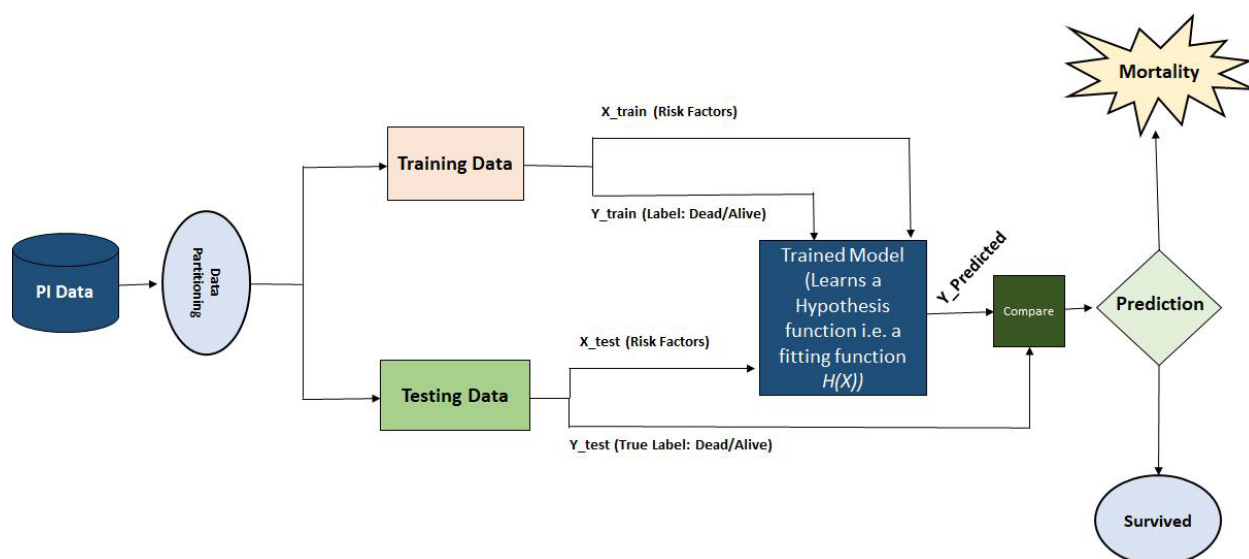 PI Data
Data
Partitioning
Training Data
Testing Data
X_train (Risk Factors)
Y_train (Label: Dead/Alive)
X_test (Risk Factors)
Y_test (True Label: Dead/Alive)
Trained Model
(Learns a
Hypothesis
function i.e. a
fitting function
H(X))
Y_Predicted
Compare
Prediction
Mortality
Survived